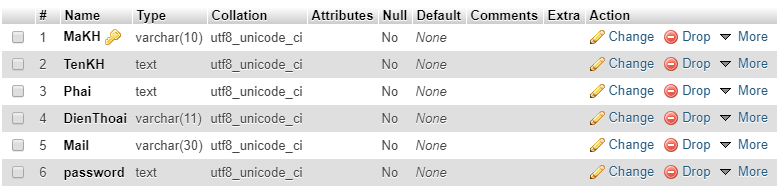 # Name Type Collation Attributes Null Default Comments Extra Action
1 MaKH varchar(10) utf8_unicode_ci No None Change Drop More
2 TenKH text utf8_unicode_ci No None Change Drop More
3 Phai text utf8_unicode_ci No None Change Drop More
4 DienThoai varchar(11) utf8_unicode_ci No None Change Drop More
5 Mail varchar(30) utf8_unicode_ci No None Change Drop More
6 password text utf8_unicode_ci No None Change Drop More